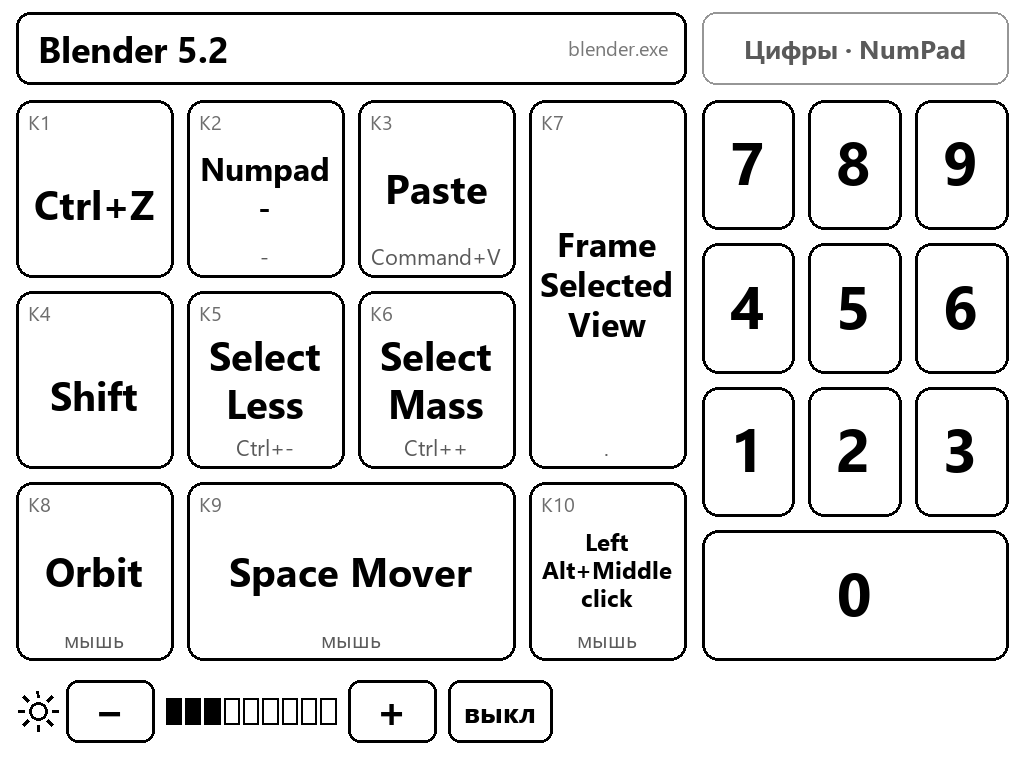 Blender 5.2
blender.exe
Цифры · NumPad
K1
Ctrl+Z
K2
Numpad
-
-
K3
Paste
Command+V
K7
Frame
Selected
View
.
7
8
9
K4
Shift
K5
Select
Less
Ctrl+-
K6
Select
Mass
Ctrl++
4
5
6
1
2
3
K8
Orbit
мышь
K9
Space Mover
мышь
K10
Left
Alt+Middle
click
мышь
0
−
+
выкл